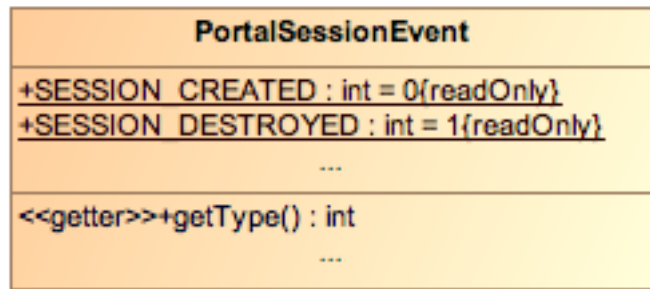 PortalSessionEvent
+SESSION_CREATED : int = 0{readOnly}
+SESSION_DESTROYED : int = 1{readOnly}
...
<<getter>>+getType() : int
...